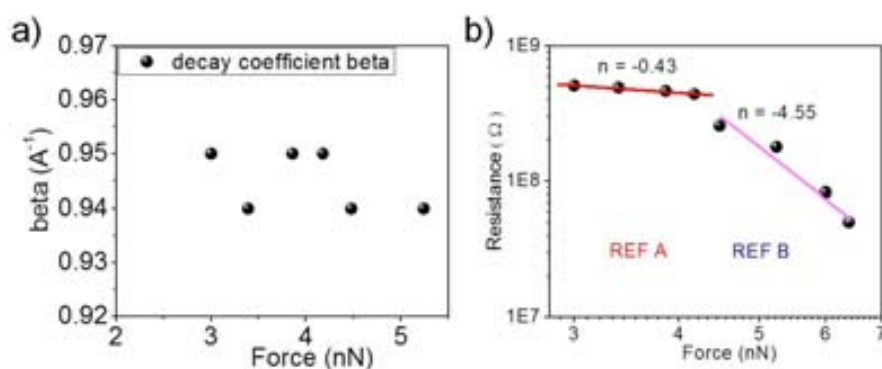 a)
decay coefficient beta
0.97
0.96
0.95
0.94
0.93
0.92
beta (A⁻¹)
2
3
4
5
Force (nN)
b)
1E9
1E8
1E7
Resistance ( Ω )
n = -0.43
n = -4.55
REF A
REF B
3
4
5
6
7
Force (nN)